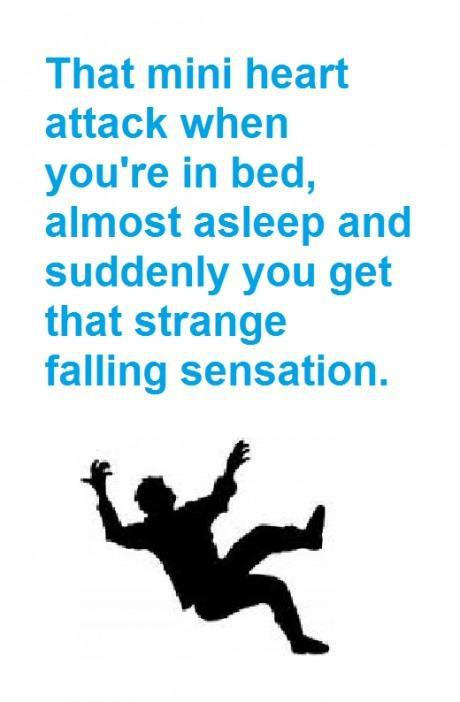 That mini heart
attack when
you're in bed,
almost asleep and
suddenly you get
that strange
falling sensation.